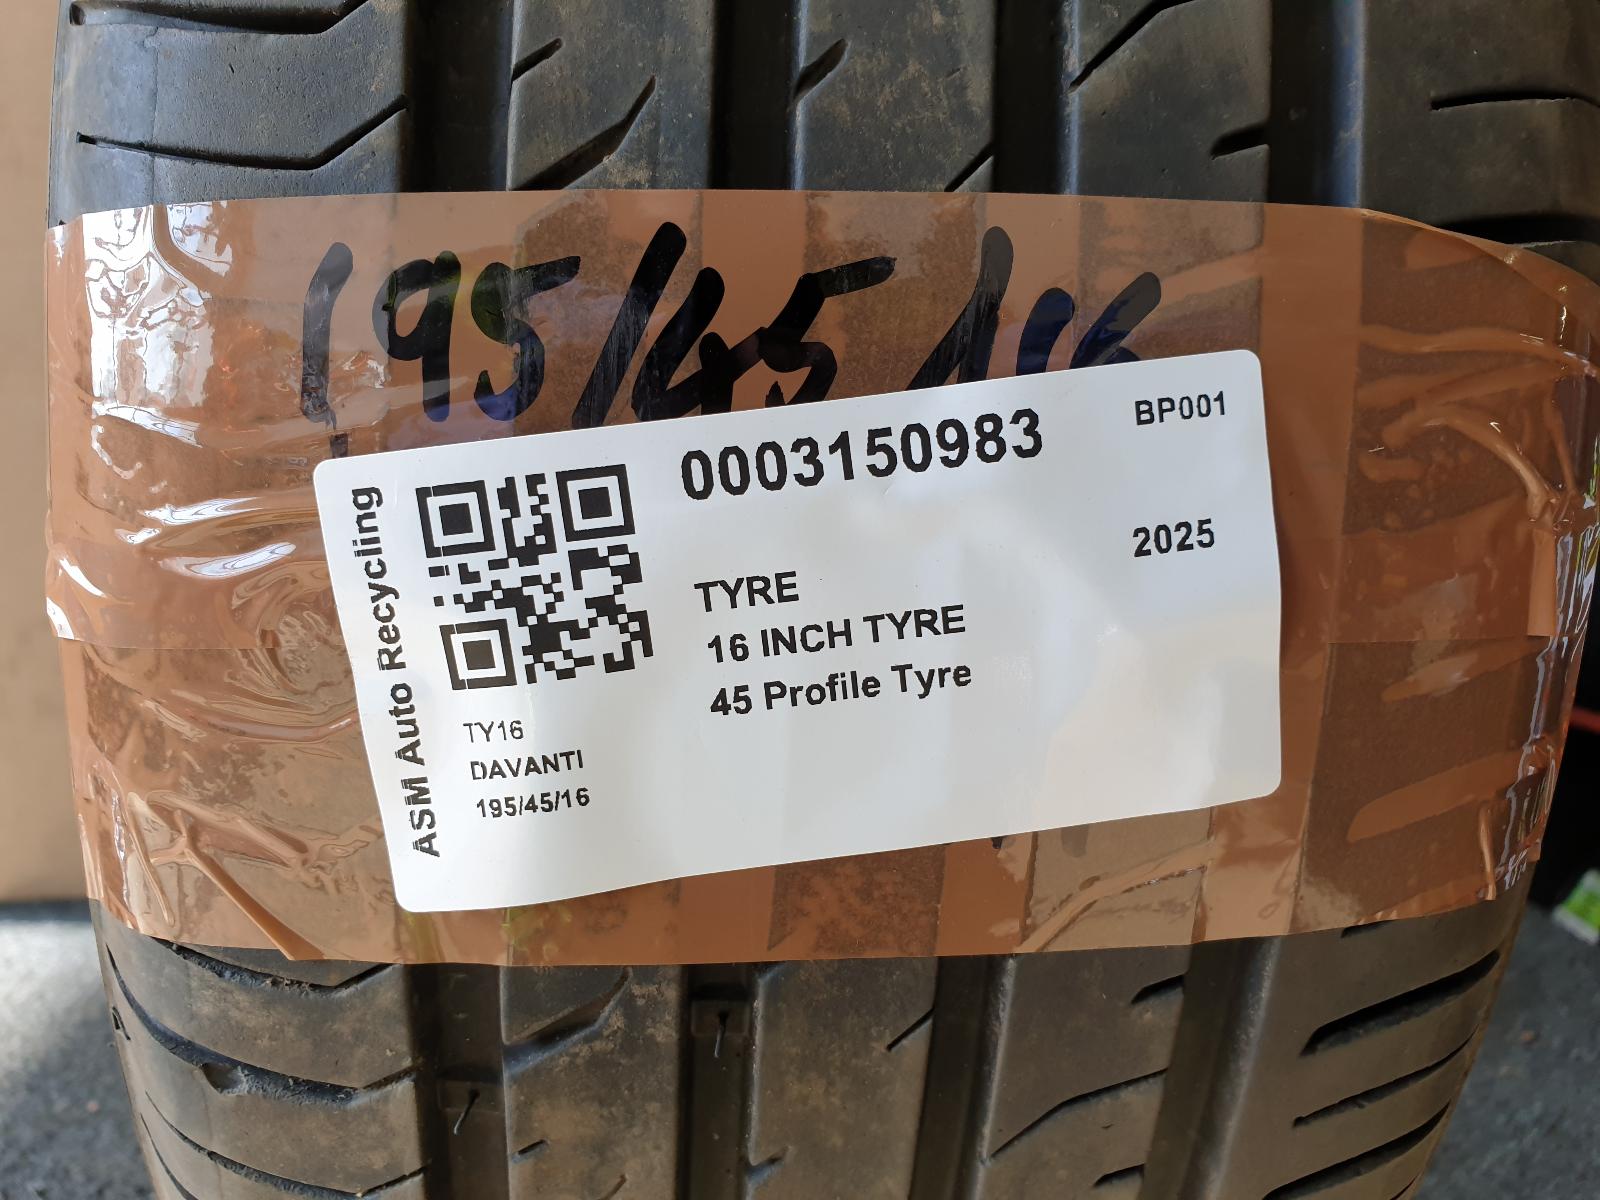 195/45/16
0003150983
BP001
2025
ASM Auto Recycling
TYRE
16 INCH TYRE
45 Profile Tyre
TY16
DAVANTI
195/45/16